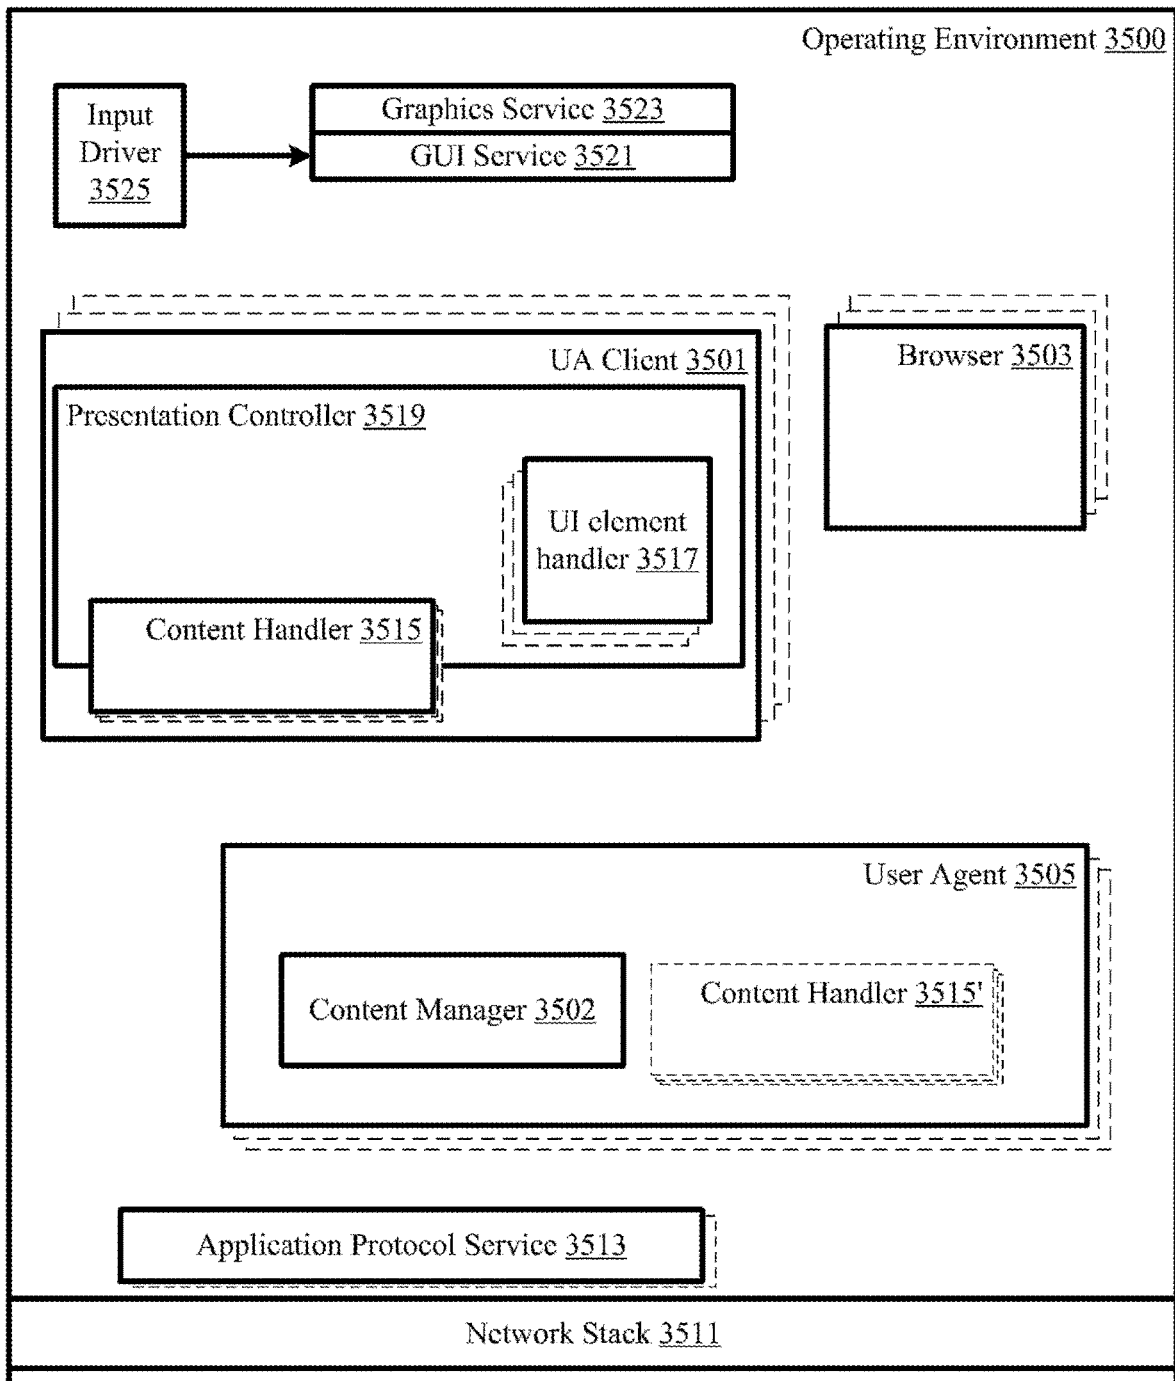 Operating Environment 3500
Input
Driver
3525
Graphics Service 3523
GUI Service 3521
UA Client 3501
Browser 3503
Presentation Controller 3519
UI element
handler 3517
Content Handler 3515
User Agent 3505
Content Manager 3502
Content Handler 3515'
Application Protocol Service 3513
Network Stack 3511